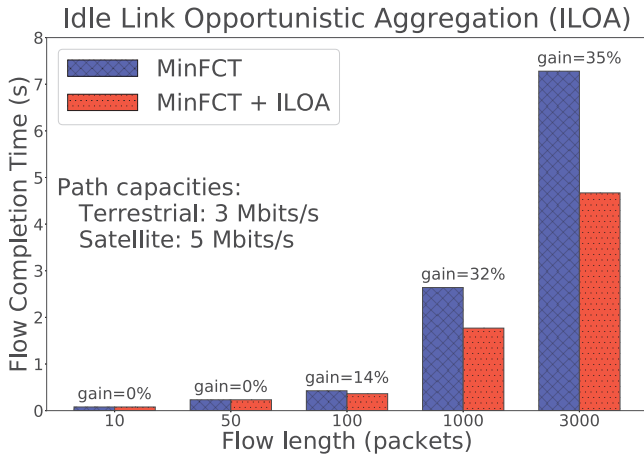 Idle Link Opportunistic Aggregation (ILOA)
MinFCT
MinFCT + ILOA
Path capacities:
Terrestrial: 3 Mbits/s
Satellite: 5 Mbits/s
gain=0%
gain=0%
gain=14%
gain=32%
gain=35%
Flow Completion Time (s)
8
7
6
5
4
3
2
1
0
10
50
100
1000
3000
Flow length (packets)